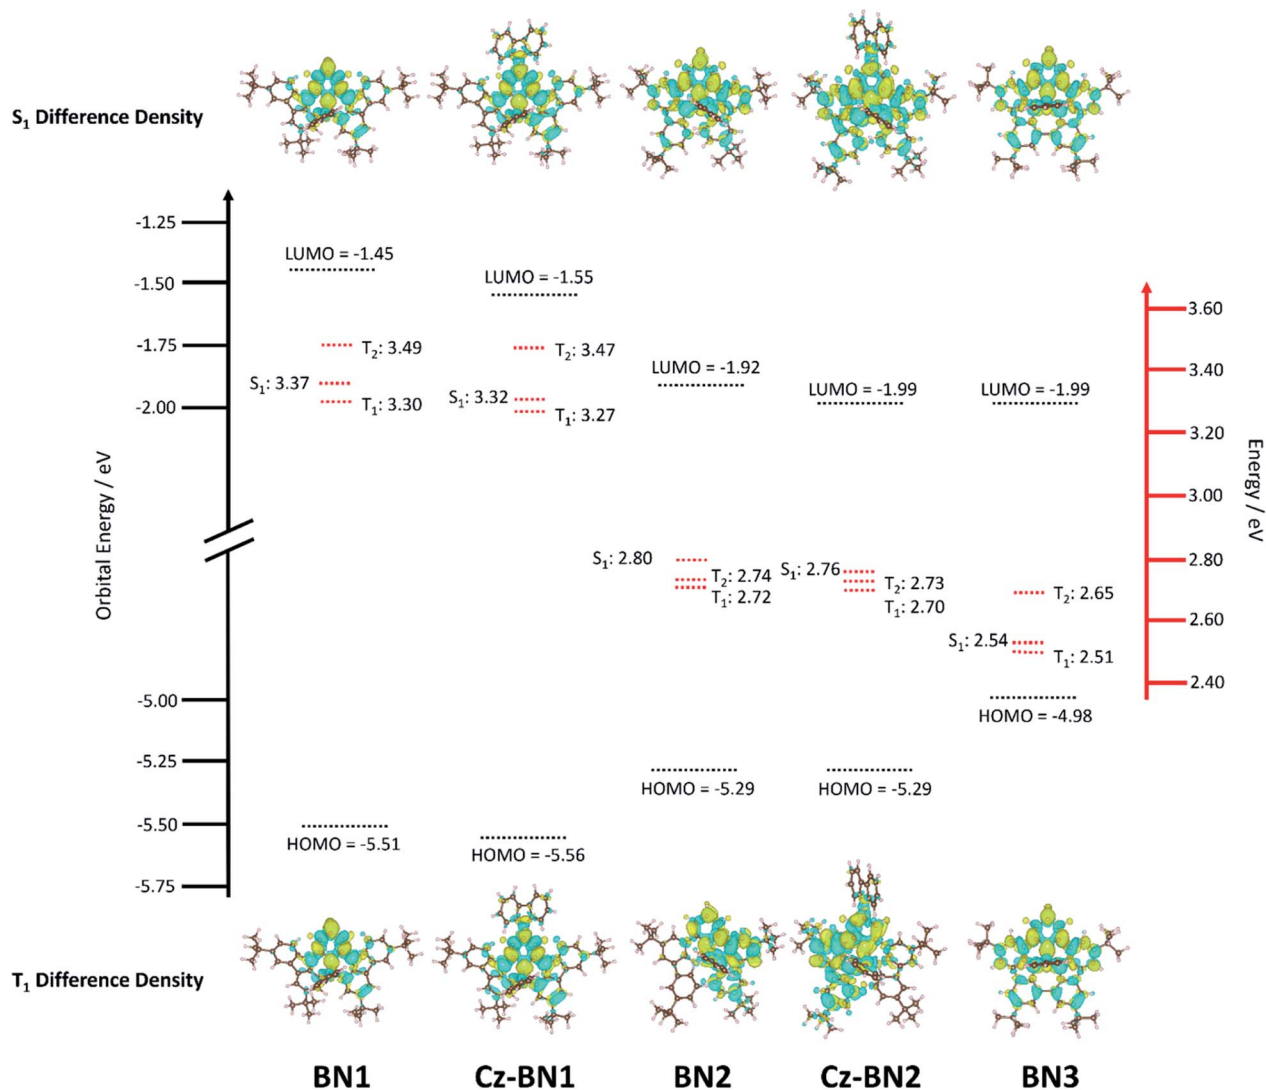 S1 Difference Density
-1.25
-1.50
-1.75
-2.00
-5.00
-5.25
-5.50
-5.75
Orbital Energy / eV
LUMO = -1.45
T2: 3.49
S1: 3.37
T1: 3.30
HOMO = -5.51
LUMO = -1.55
T2: 3.47
S1: 3.32
T1: 3.27
HOMO = -5.56
LUMO = -1.92
S1: 2.80
T2: 2.74
T1: 2.72
HOMO = -5.29
LUMO = -1.99
S1: 2.76
T2: 2.73
T1: 2.70
HOMO = -5.29
LUMO = -1.99
T2: 2.65
S1: 2.54
T1: 2.51
HOMO = -4.98
3.60
3.40
3.20
3.00
2.80
2.60
2.40
Energy / eV
T1 Difference Density
BN1 Cz-BN1 BN2 Cz-BN2 BN3